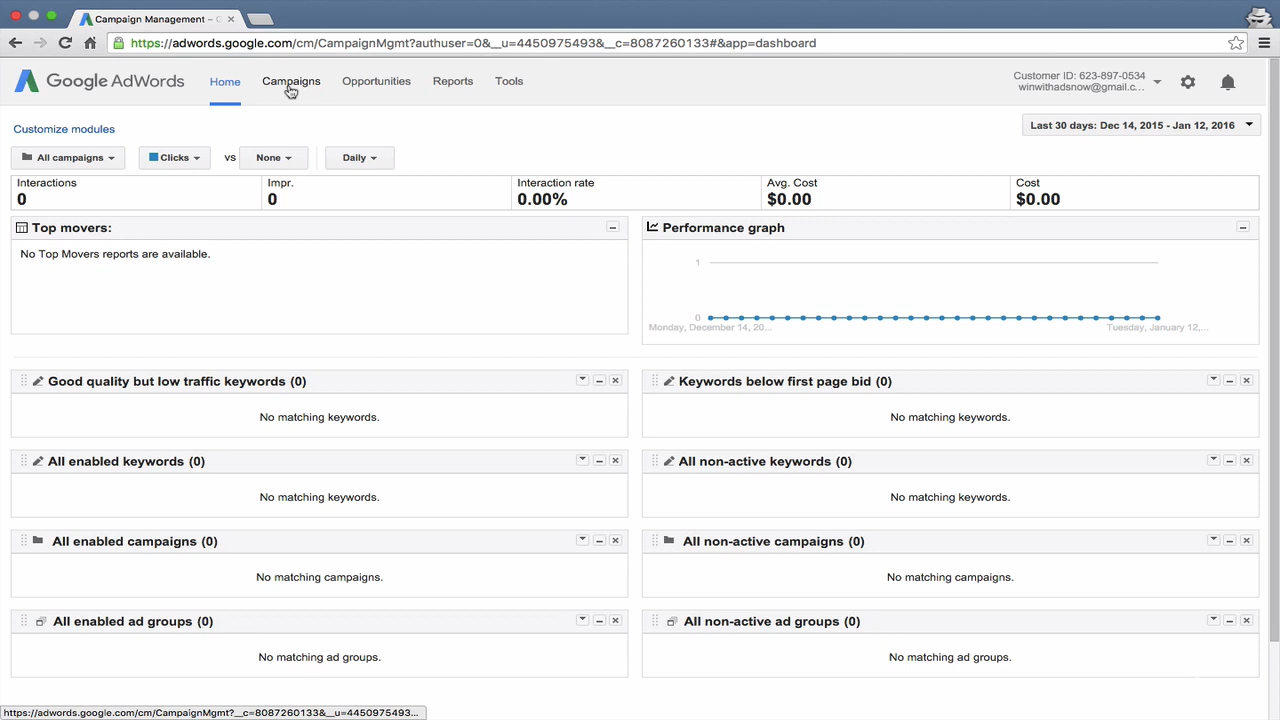 Campaign Management – G
https://adwords.google.com/cm/CampaignMgmt?authuser=0&__u=4450975493&__c=8087260133#&app=dashboard
Google AdWords Home Campaigns Opportunities Reports Tools
Customer ID: 623-897-0534
winwithadsnow@gmail.c...
Customize modules
Last 30 days: Dec 14, 2015 - Jan 12, 2016
All campaigns Clicks vs None Daily
Interactions Impr. Interaction rate Avg. Cost Cost
0 0 0.00% $0.00 $0.00
Top movers:
No Top Movers reports are available.
Performance graph
1
0
Monday, December 14, 20... Tuesday, January 12,...
Good quality but low traffic keywords (0) Keywords below first page bid (0)
No matching keywords. No matching keywords.
All enabled keywords (0) All non-active keywords (0)
No matching keywords. No matching keywords.
All enabled campaigns (0) All non-active campaigns (0)
No matching campaigns. No matching campaigns.
All enabled ad groups (0) All non-active ad groups (0)
No matching ad groups. No matching ad groups.
https://adwords.google.com/cm/CampaignMgmt?__c=8087260133&__u=4450975493...